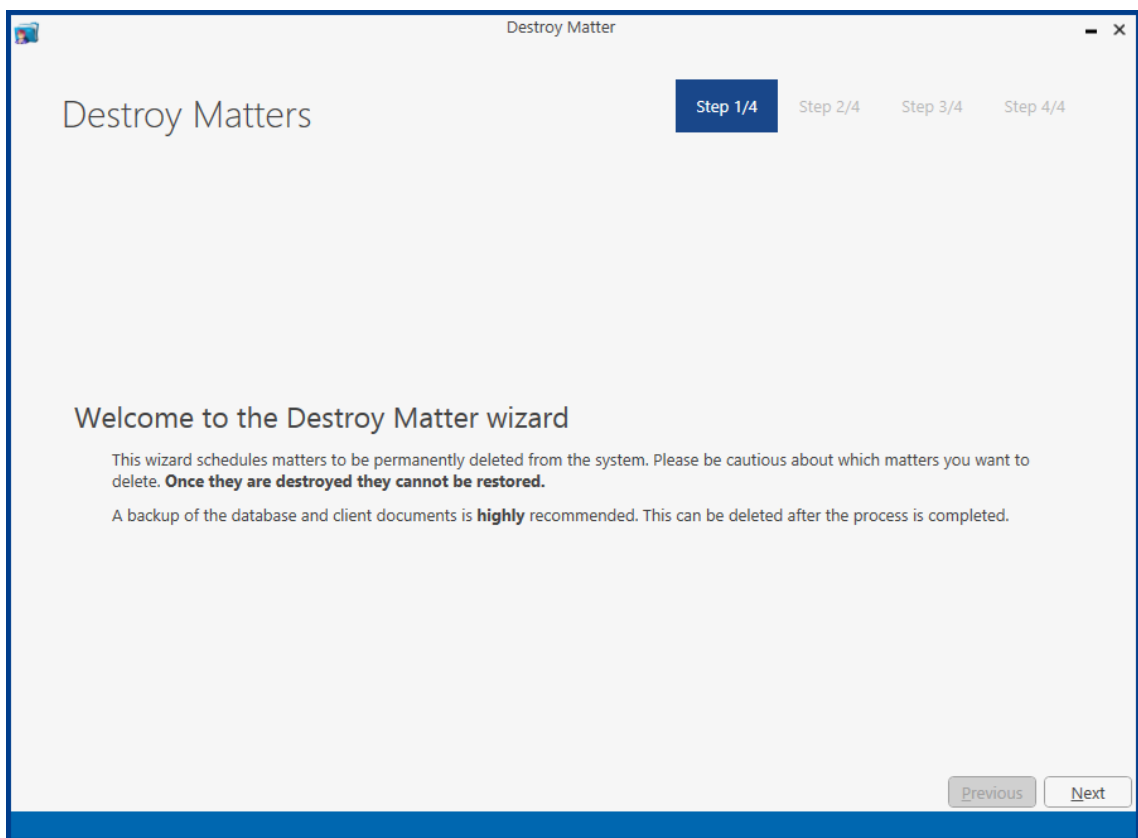 Destroy Matter
Destroy Matters
Step 1/4 Step 2/4 Step 3/4 Step 4/4
Welcome to the Destroy Matter wizard
This wizard schedules matters to be permanently deleted from the system. Please be cautious about which matters you want to
delete. Once they are destroyed they cannot be restored.
A backup of the database and client documents is highly recommended. This can be deleted after the process is completed.
Previous Next